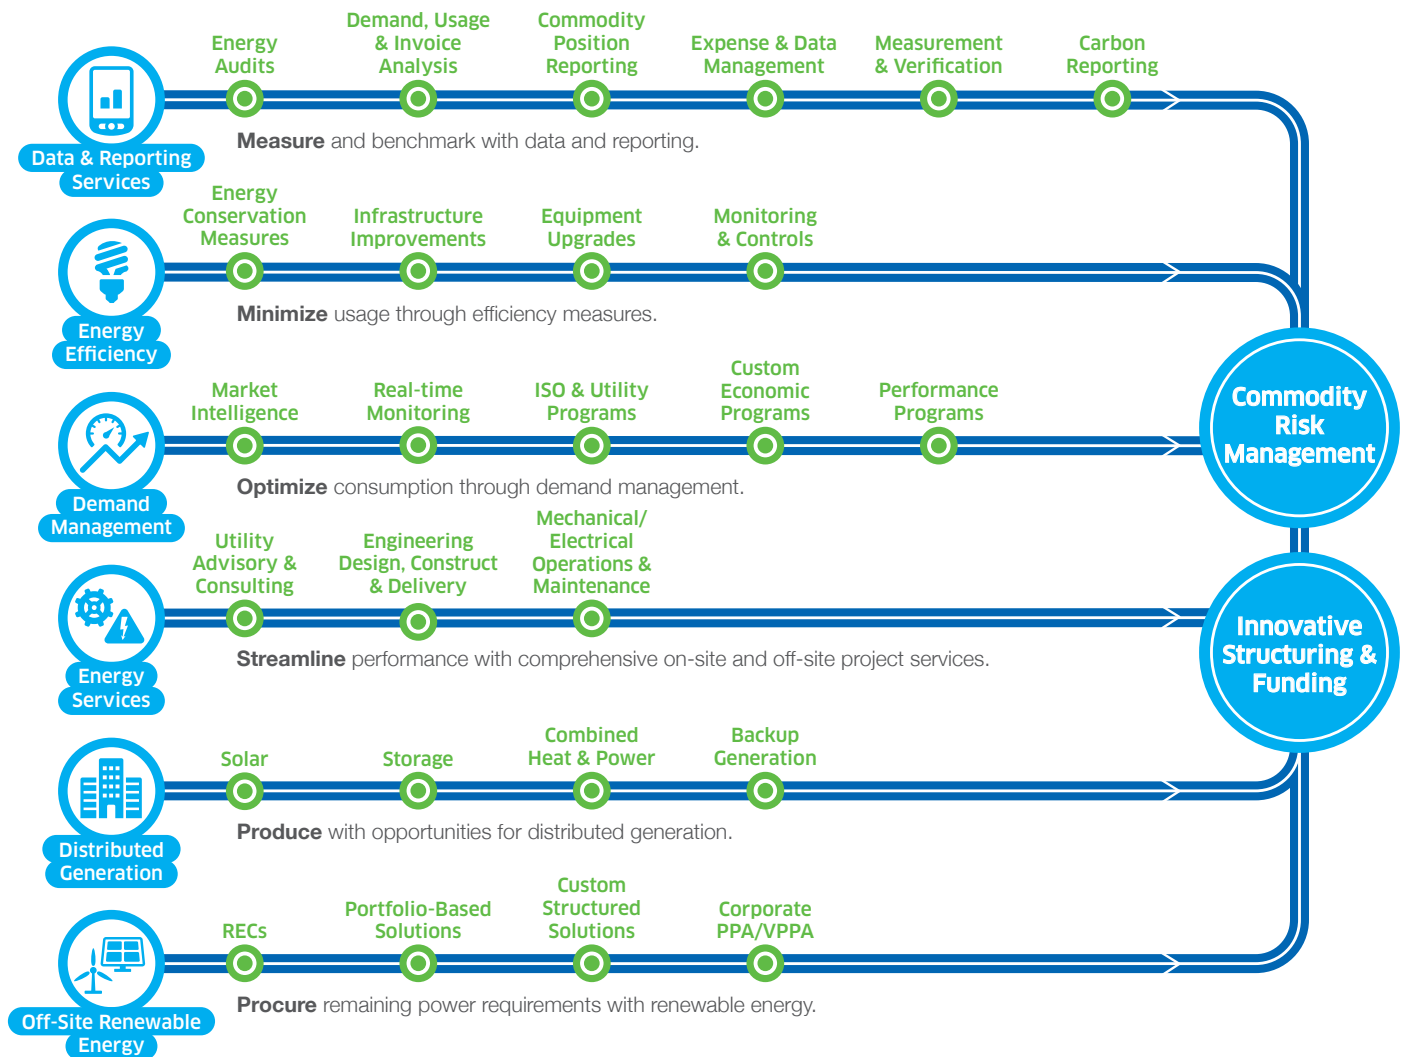 Energy
Audits
Demand, Usage
& Invoice
Analysis
Commodity
Position
Reporting
Expense & Data
Management
Measurement
& Verification
Carbon
Reporting
Data & Reporting
Services
Measure and benchmark with data and reporting.
Energy
Conservation
Measures
Infrastructure
Improvements
Equipment
Upgrades
Monitoring
& Controls
Energy
Efficiency
Minimize usage through efficiency measures.
Market
Intelligence
Real-time
Monitoring
ISO & Utility
Programs
Custom
Economic
Programs
Performance
Programs
Demand
Management
Optimize consumption through demand management.
Commodity
Risk
Management
Utility
Advisory &
Consulting
Engineering
Design, Construct
& Delivery
Mechanical/
Electrical
Operations &
Maintenance
Energy
Services
Streamline performance with comprehensive on-site and off-site project services.
Innovative
Structuring &
Funding
Solar
Storage
Combined
Heat & Power
Backup
Generation
Distributed
Generation
Produce with opportunities for distributed generation.
RECs
Portfolio-Based
Solutions
Custom
Structured
Solutions
Corporate
PPA/VPPA
Off-Site Renewable
Energy
Procure remaining power requirements with renewable energy.